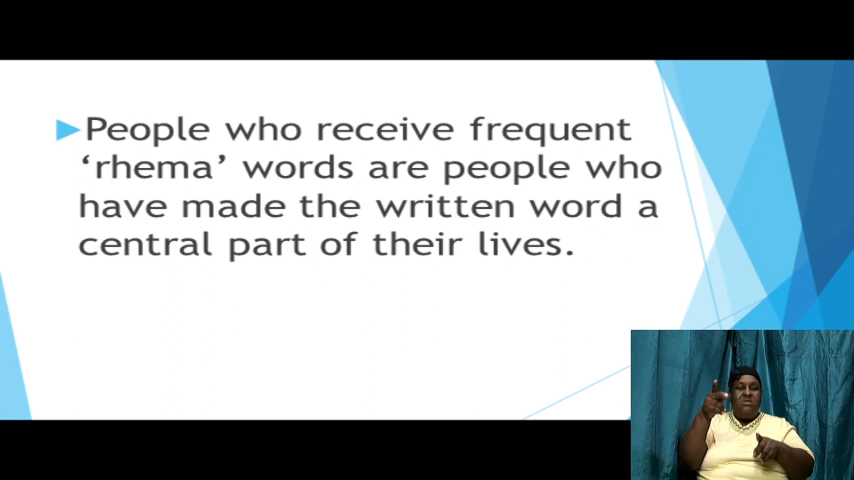 People who receive frequent
‘rhema’ words are people who
have made the written word a
central part of their lives.